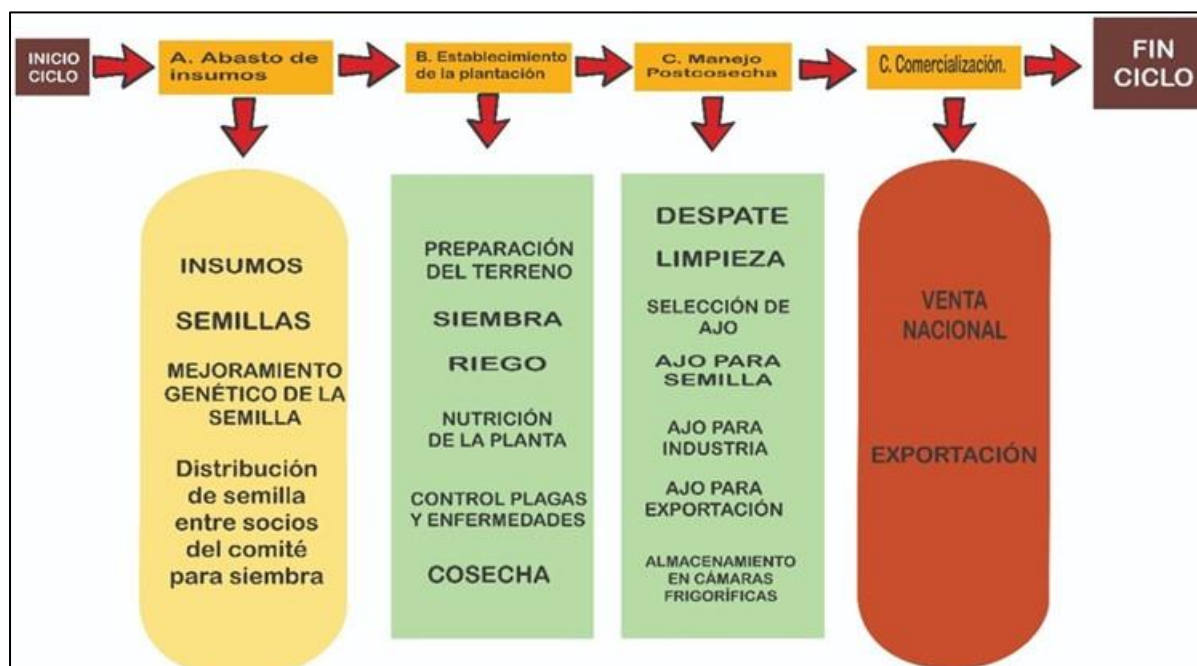 INICIO
CICLO
A. Abasto de
insumos
B. Establecimiento
de la plantación
C. Manejo
Postcosecha
C. Comercialización.
FIN
CICLO
INSUMOS
SEMILLAS
MEJORAMIENTO
GENÉTICO DE LA
SEMILLA
Distribución
de semilla
entre socios
del comité
para siembra
PREPARACIÓN
DEL TERRENO
SIEMBRA
RIEGO
NUTRICIÓN
DE LA PLANTA
CONTROL PLAGAS
Y ENFERMEDADES
COSECHA
DESPATE
LIMPIEZA
SELECCIÓN DE
AJO
AJO PARA
SEMILLA
AJO PARA
INDUSTRIA
AJO PARA
EXPORTACIÓN
ALMACENAMIENTO
EN CÁMARAS
FRIGORÍFICAS
VENTA
NACIONAL
EXPORTACIÓN